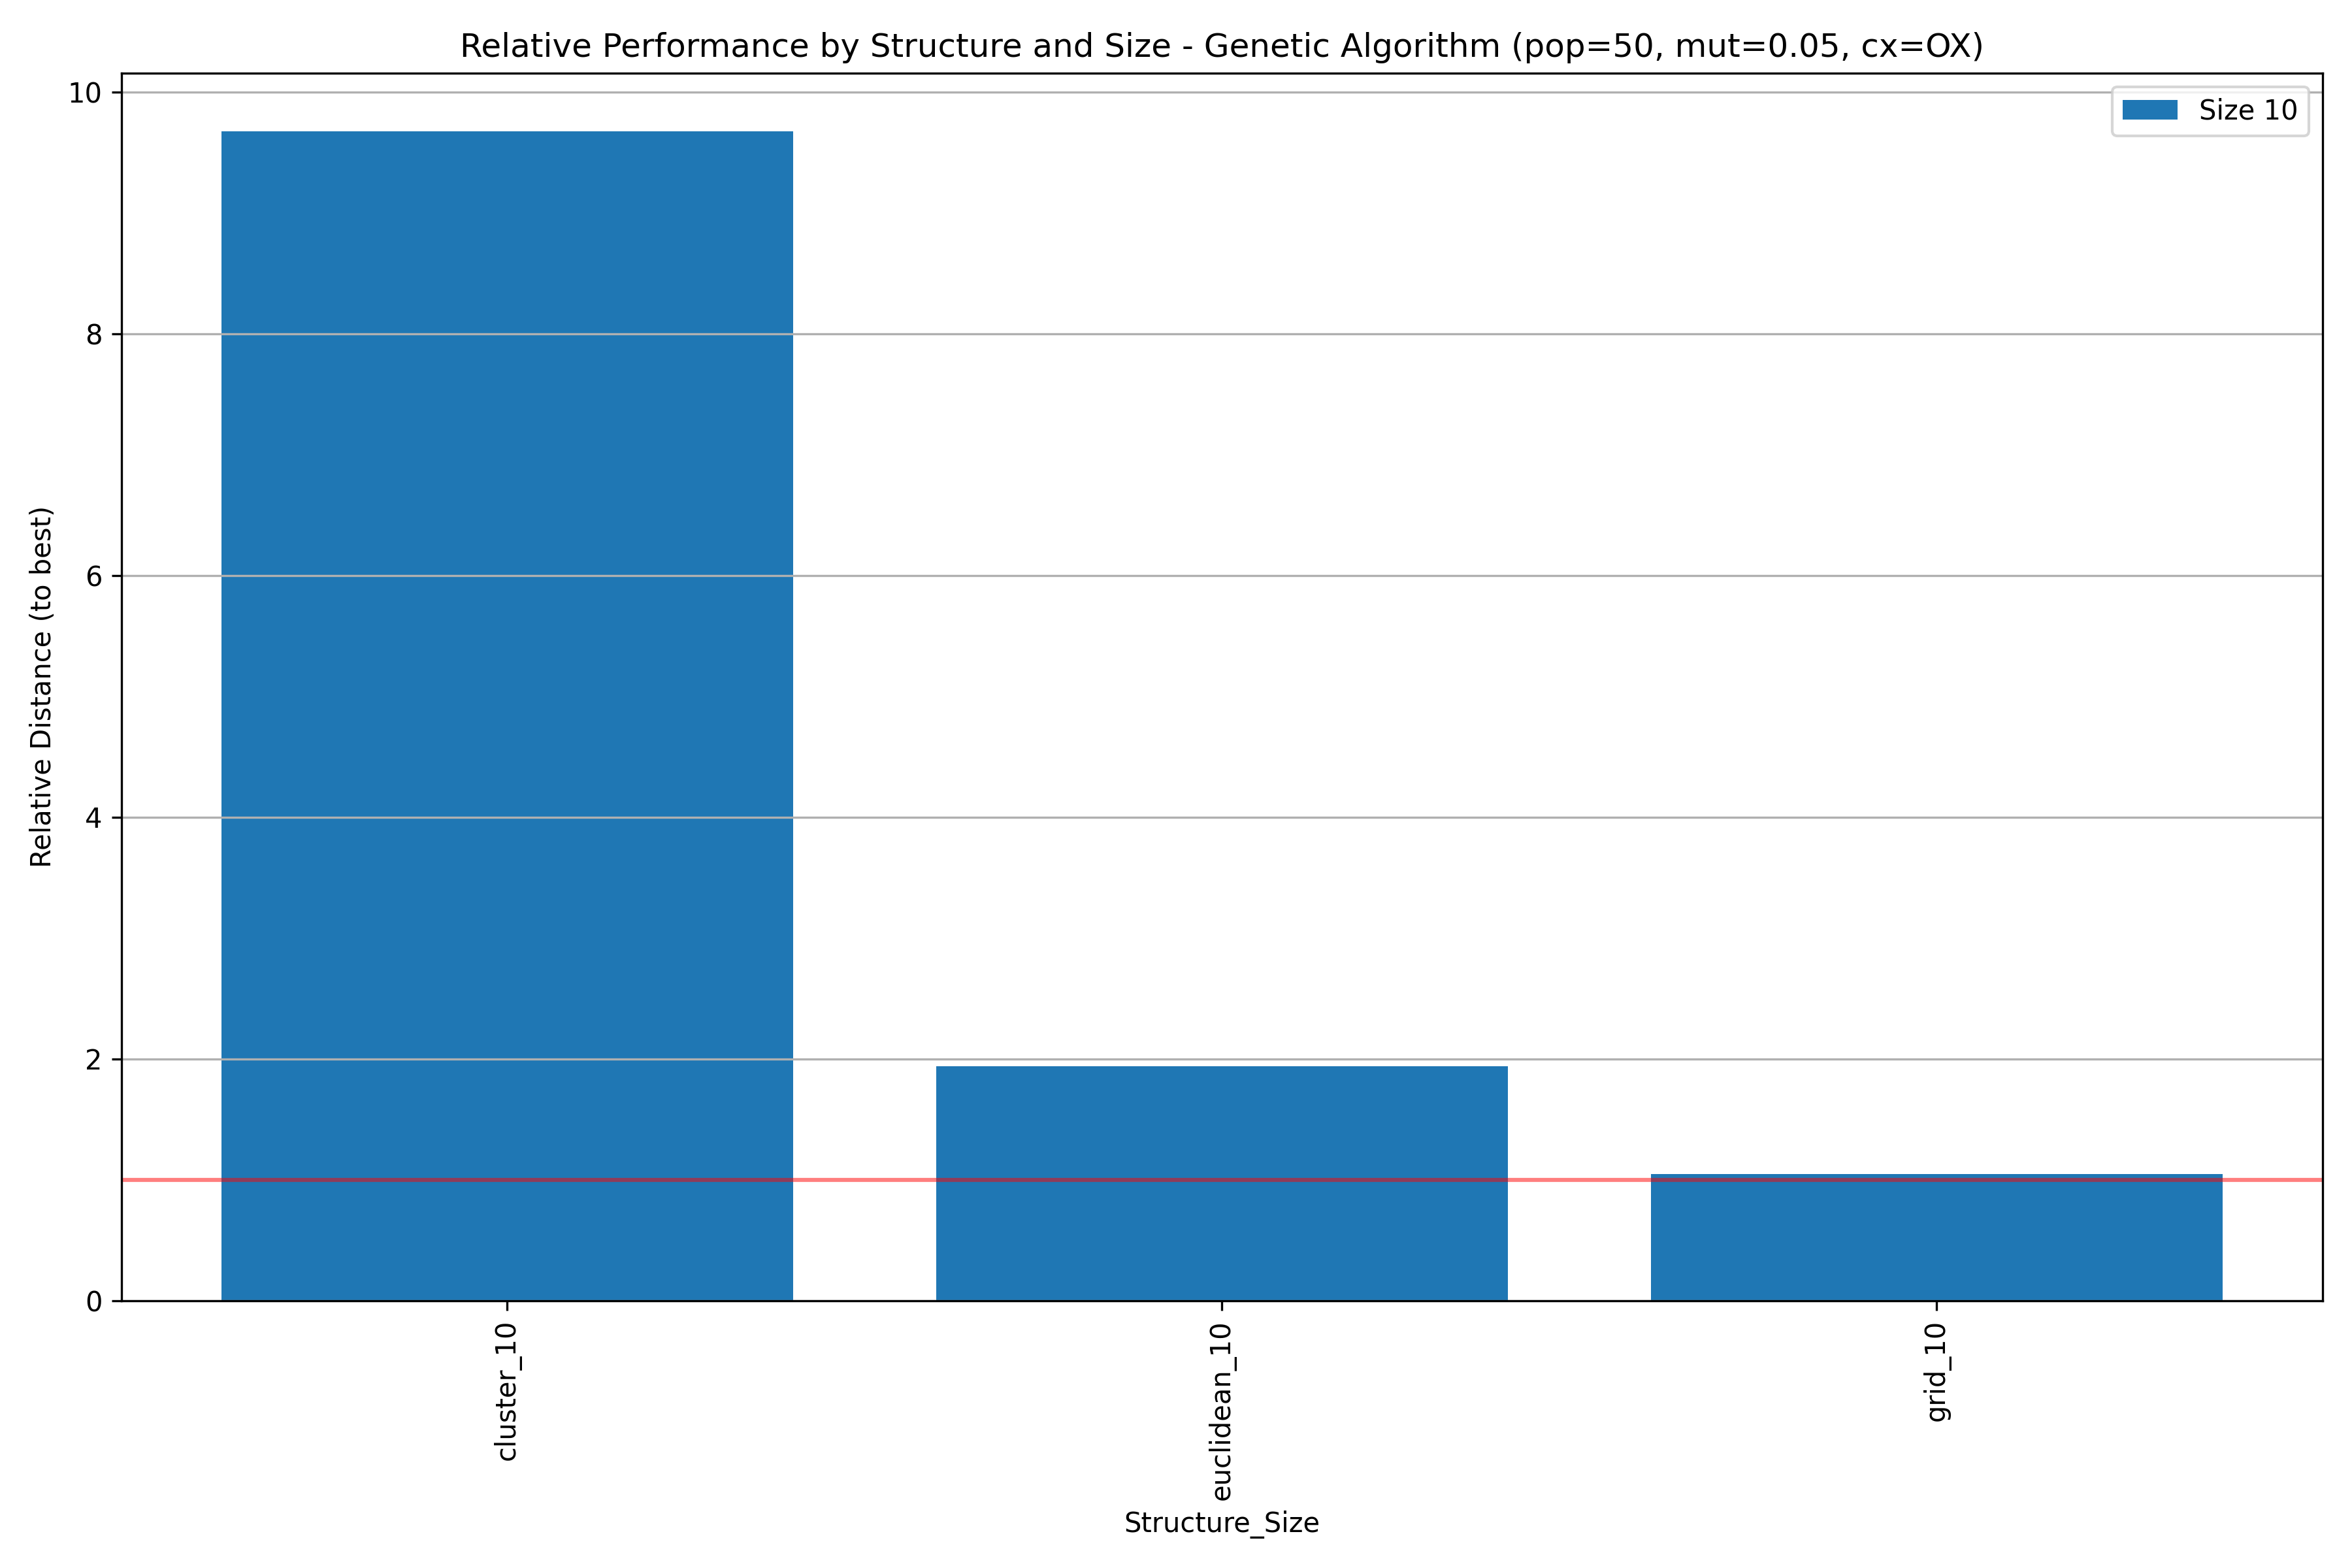 Relative Performance by Structure and Size - Genetic Algorithm (pop=50, mut=0.05, cx=OX)
Size 10
10
8
6
4
2
0
Relative Distance (to best)
cluster_10
euclidean_10
grid_10
Structure_Size